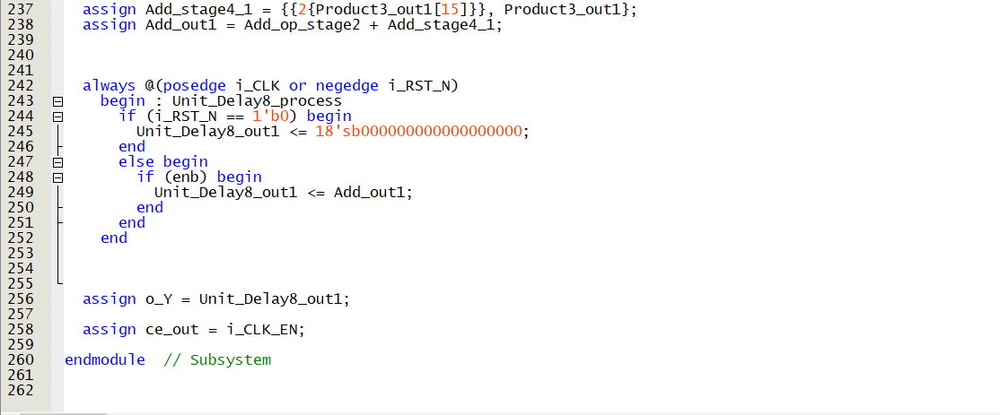 237 assign Add_stage4_1 = {{2{Product3_out1[15]}}, Product3_out1};
238 assign Add_out1 = Add_op_stage2 + Add_stage4_1;
239
240
241
242 always @(posedge i_CLK or negedge i_RST_N)
243 begin : Unit_Delay8_process
244 if (i_RST_N == 1'b0) begin
245 Unit_Delay8_out1 <= 18'sb000000000000000000;
246 end
247 else begin
248 if (enb) begin
249 Unit_Delay8_out1 <= Add_out1;
250 end
251 end
252 end
253
254
255
256 assign o_Y = Unit_Delay8_out1;
257
258 assign ce_out = i_CLK_EN;
259
260 endmodule // Subsystem
261
262